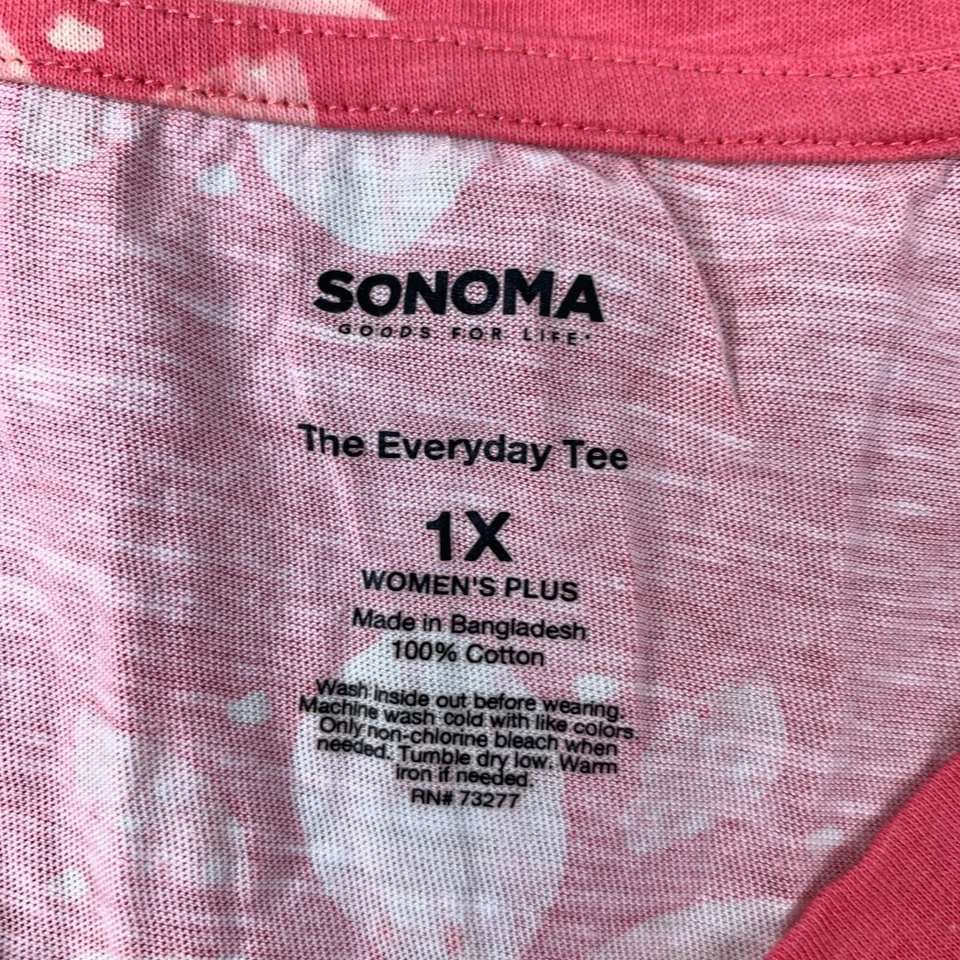 SONOMA
GOODS FOR LIFE
The Everyday Tee
1X
WOMEN'S PLUS
Made in Bangladesh
100% Cotton
Wash inside out before wearing.
Machine wash cold with like colors.
Only non-chlorine bleach when
needed. Tumble dry low. Warm
iron if needed.
RN# 73277